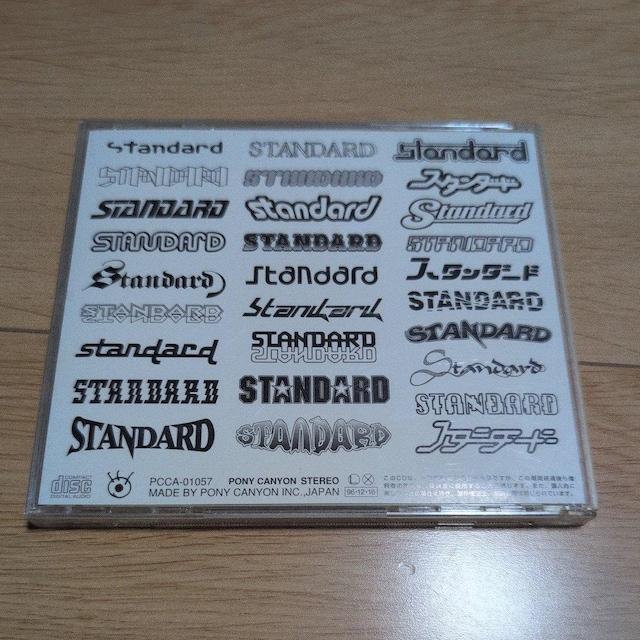 standard
STANDARD
STANDARD
STANDARD
Standard
STANDARD
standard
STANDARD
STANDARD
STANDARD
STANDARD
standard
STANDARD
standard
Standard
STANDARD
STANDARD
STANDARD
STANDARD
standard
スタンダード
Standard
STANDARD
スタンダード
STANDARD
STANDARD
Standard
STANDARD
スタンダード
COMPACT
disc
DIGITAL AUDIO
PCCA-01057 PONY CANYON STEREO
MADE BY PONY CANYON INC.,JAPAN
96・12・16